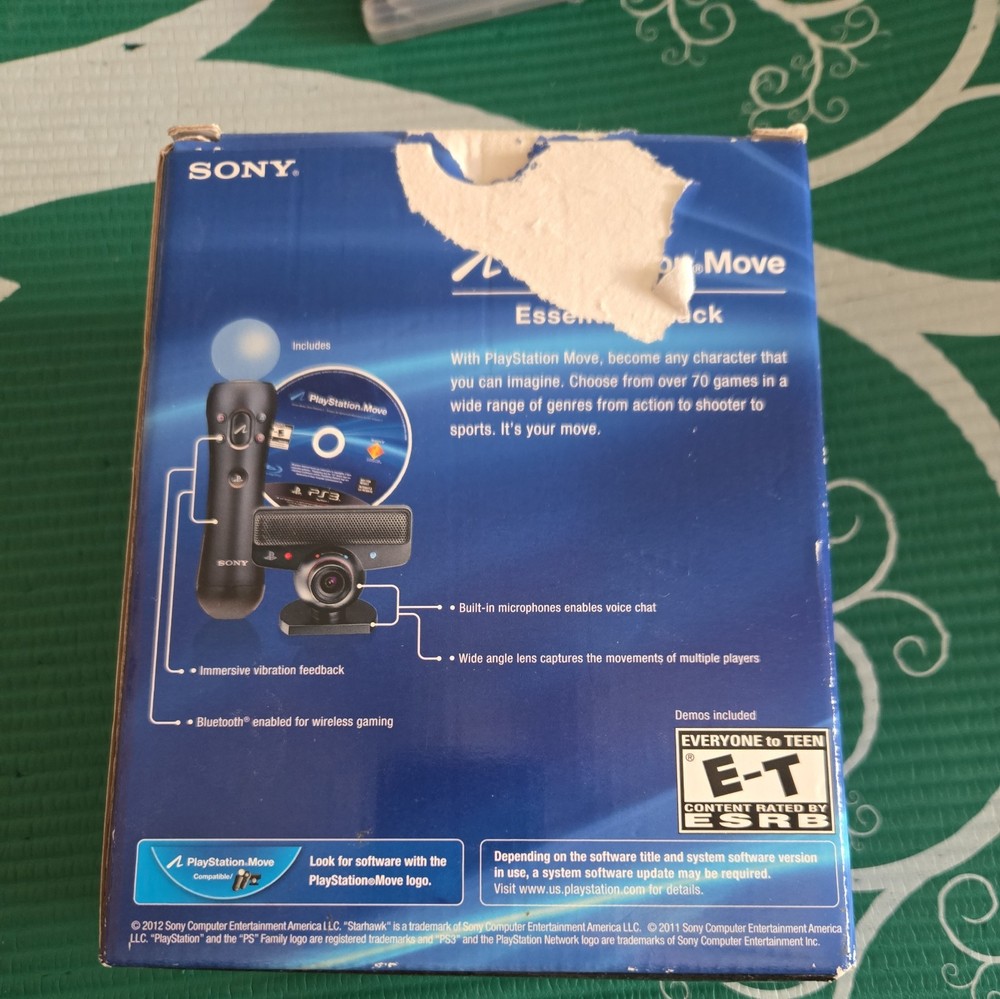 SONY®
®Move
Includes
With PlayStation Move, become any character that
you can imagine. Choose from over 70 games in a
wide range of genres from action to shooter to
sports. It's your move.
PlayStation®Move
PS3
SONY
• Built-in microphones enables voice chat
• Wide angle lens captures the movements of multiple players
• Immersive vibration feedback
• Bluetooth® enabled for wireless gaming
Demos included
EVERYONE to TEEN
® E-T
CONTENT RATED BY
ESRB
PlayStation®Move
Compatible/
Look for software with the
PlayStation®Move logo.
Depending on the software title and system software version
in use, a system software update may be required.
Visit www.us.playstation.com for details.
© 2012 Sony Computer Entertainment America LLC. "Starhawk" is a trademark of Sony Computer Entertainment America LLC. © 2011 Sony Computer Entertainment America
LLC. "PlayStation" and the "PS" Family logo are registered trademarks and "PS3" and the PlayStation Network logo are trademarks of Sony Computer Entertainment Inc.